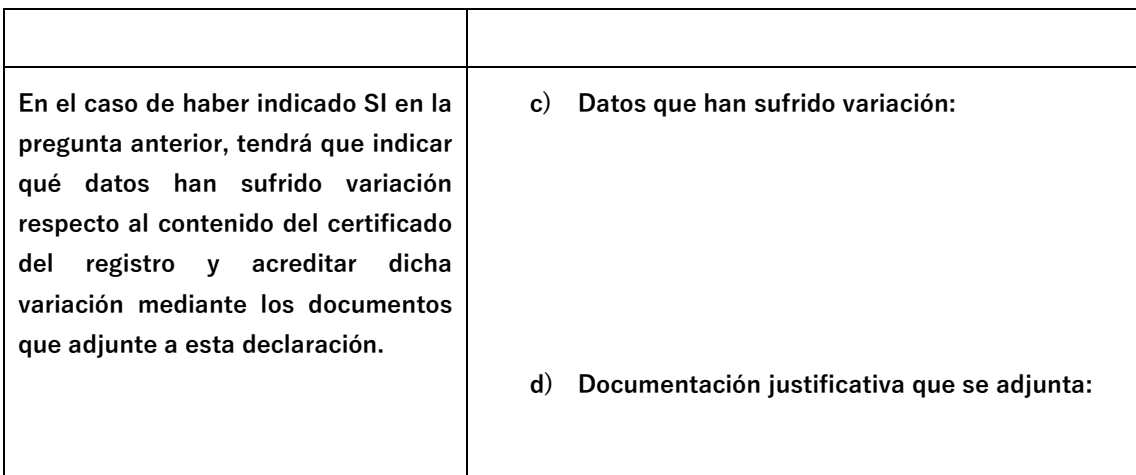 En el caso de haber indicado SI en la
pregunta anterior, tendrá que indicar
qué datos han sufrido variación
respecto al contenido del certificado
del registro y acreditar dicha
variación mediante los documentos
que adjunte a esta declaración.
c) Datos que han sufrido variación:
d) Documentación justificativa que se adjunta: